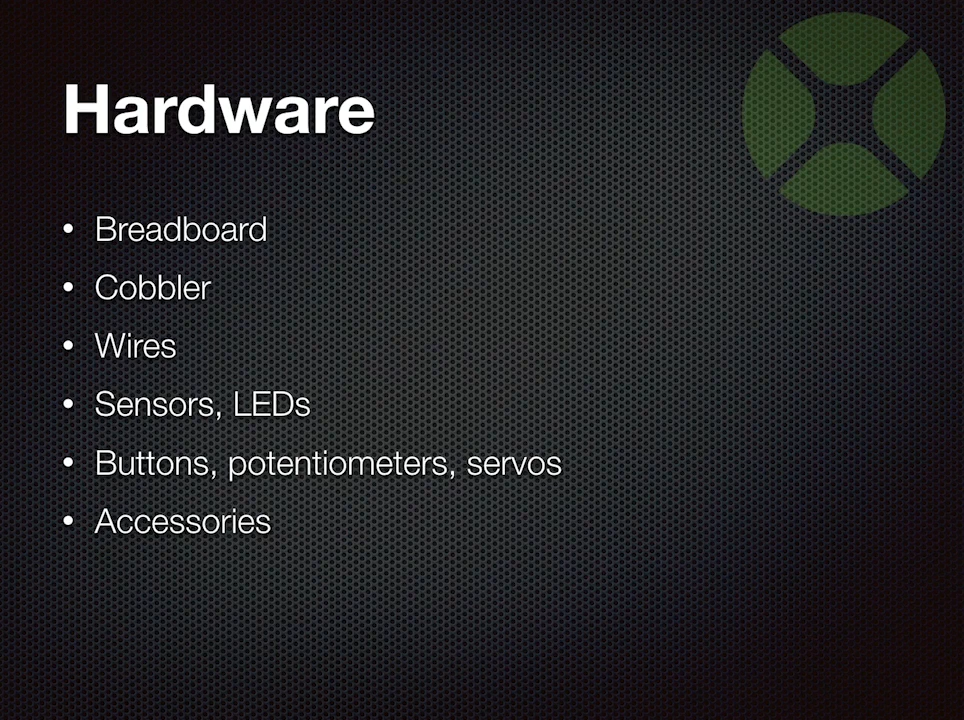 Hardware
• Breadboard
• Cobbler
• Wires
• Sensors, LEDs
• Buttons, potentiometers, servos
• Accessories